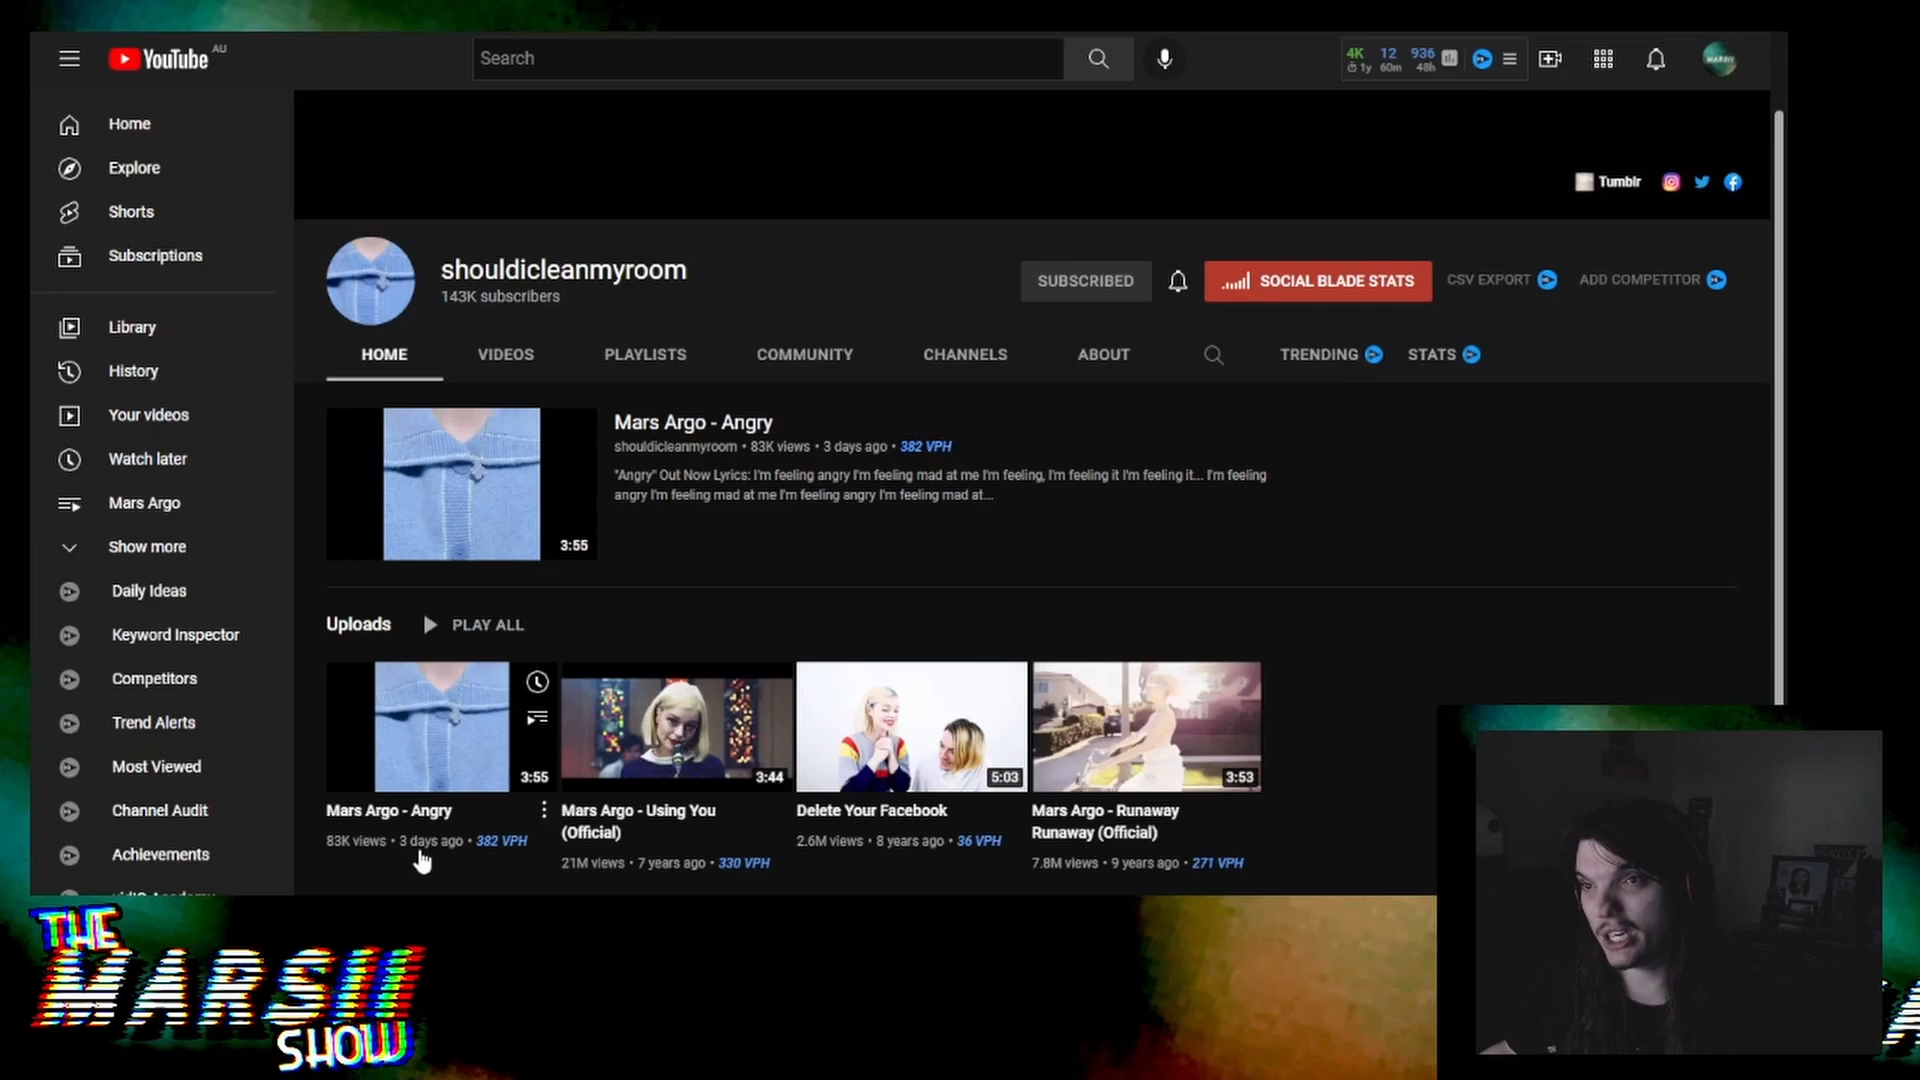 YouTube AU
Search
4K 12 936
1y 60m 48h
MARSII
Home
Explore
Shorts
Subscriptions
Library
History
Your videos
Watch later
Mars Argo
Show more
Daily Ideas
Keyword Inspector
Competitors
Trend Alerts
Most Viewed
Channel Audit
Achievements
Tumblr
shouldicleanmyroom
143K subscribers
SUBSCRIBED
SOCIAL BLADE STATS
CSV EXPORT
ADD COMPETITOR
HOME VIDEOS PLAYLISTS COMMUNITY CHANNELS ABOUT TRENDING STATS
3:55
Mars Argo - Angry
shouldicleanmyroom • 83K views • 3 days ago • 382 VPH
"Angry" Out Now Lyrics: I'm feeling angry I'm feeling mad at me I'm feeling, I'm feeling it I'm feeling it... I'm feeling
angry I'm feeling mad at me I'm feeling angry I'm feeling mad at...
Uploads PLAY ALL
3:55
Mars Argo - Angry
83K views • 3 days ago • 382 VPH
3:44
Mars Argo - Using You
(Official)
21M views • 7 years ago • 330 VPH
5:03
Delete Your Facebook
2.6M views • 8 years ago • 36 VPH
3:53
Mars Argo - Runaway
Runaway (Official)
7.8M views • 9 years ago • 271 VPH
THE
MARSII
SHOW